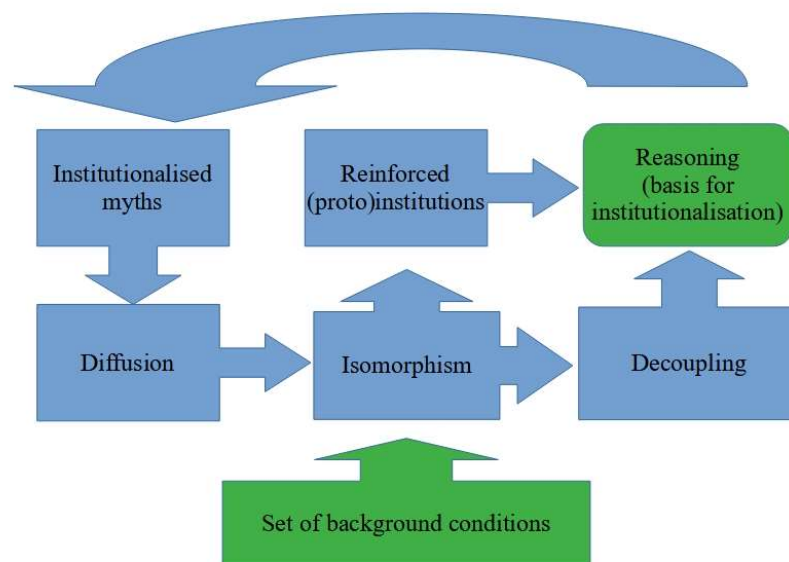 Institutionalised
myths
Reinforced
(proto)institutions
Reasoning
(basis for
institutionalisation)
Diffusion
Isomorphism
Decoupling
Set of background conditions